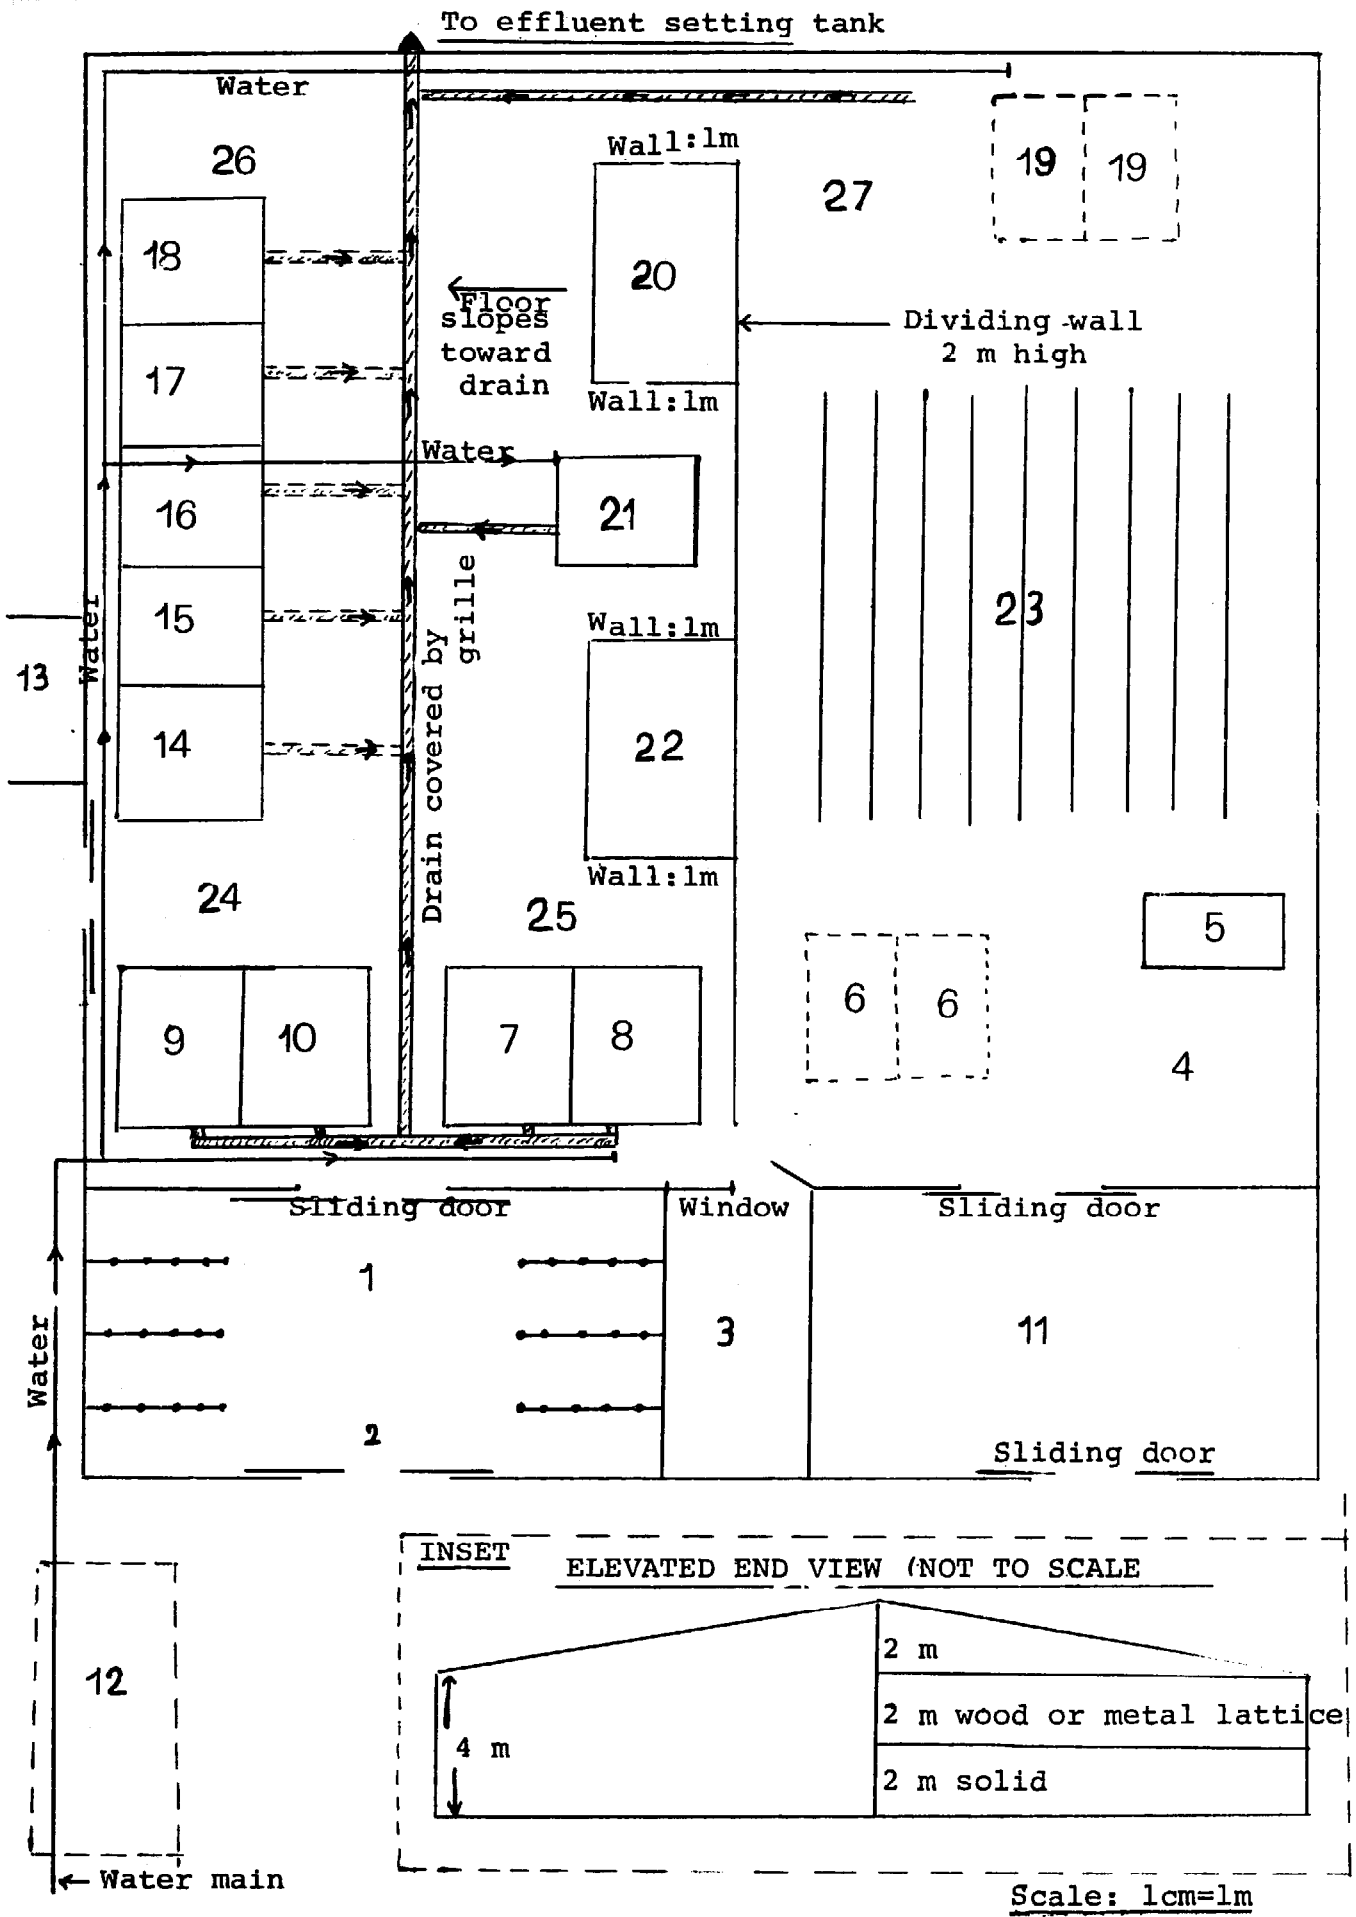 To effluent setting tank
Water
26
Wall:lm
27
19
19
18
20
Floor
slopes
toward
drain
Dividing wall
2 m high
17
Wall:lm
Water
16
21
Drain covered by
grille
23
15
Wall:lm
13
Water
14
22
Wall:lm
24
25
5
6
6
9
10
7
8
4
Sliding door
Window
Sliding door
1
3
11
Water
2
Sliding door
INSET
ELEVATED END VIEW (NOT TO SCALE
2 m
12
2 m wood or metal lattice
4 m
2 m solid
Water main
Scale: 1cm=1m